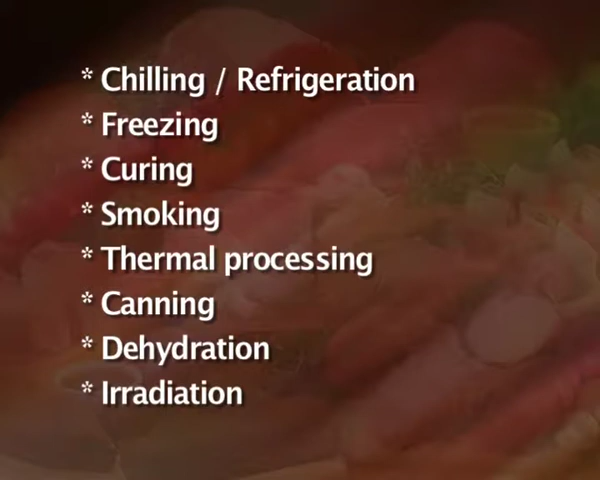 * Chilling / Refrigeration
* Freezing
* Curing
* Smoking
* Thermal processing
* Canning
* Dehydration
* Irradiation